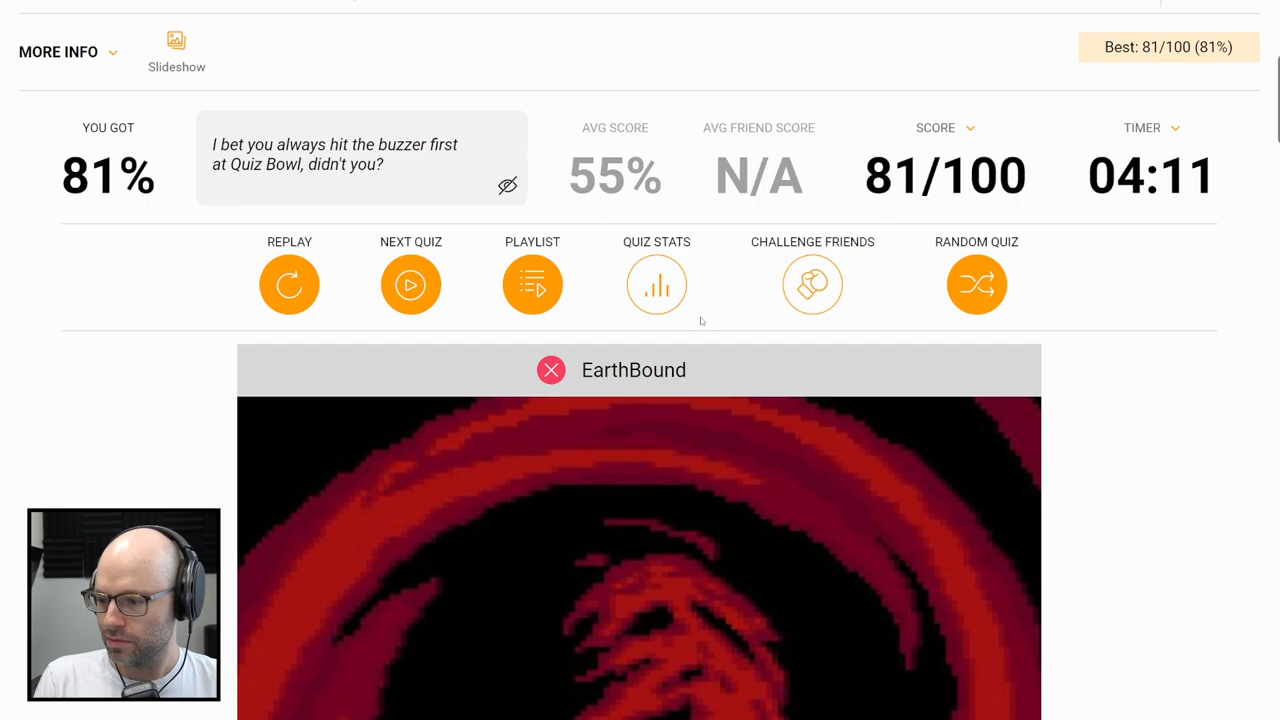 MORE INFO
Slideshow
Best: 81/100 (81%)
YOU GOT
81%
I bet you always hit the buzzer first
at Quiz Bowl, didn't you?
AVG SCORE
55%
AVG FRIEND SCORE
N/A
SCORE
81/100
TIMER
04:11
REPLAY
NEXT QUIZ
PLAYLIST
QUIZ STATS
CHALLENGE FRIENDS
RANDOM QUIZ
EarthBound